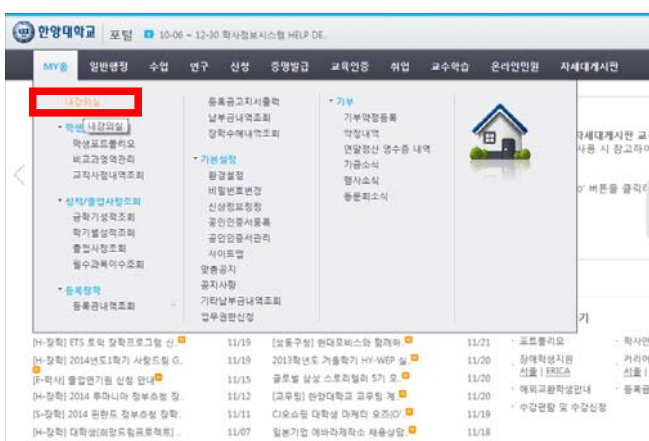 한양대학교 포털 10-06 ~ 12-30 학사정보시스템 HELP DE.
MY홈 일반행정 수업 연구 신청 증명발급 교육인증 취업 교수학습 온라인민원 자세대게시판
내강의실
내강의실
학생포트폴리오
비교과영역관리
교직사정내역조회
성적/졸업사정조회
금학기성적조회
학기별성적조회
졸업사정조회
필수과목이수조회
등록장학
등록금내역조회
등록금고지서출력
납부금내역조회
장학수혜내역조회
기본설정
환경설정
비밀번호변경
신상정보정정
공인인증서등록
공인인증서관리
사이트맵
맞춤공지
공지사항
기타납부금내역조회
업무권한신청
기부
기부약정등록
약정내역
연말정산 영수증 내역
기금소식
행사소식
동문회소식
자세대게시판 교
사용 시 참고하여
버튼을 클릭
[H-장학] ETS 토익 장학프로그램 신. 11/19
[H-장학] 2014년도1학기 사랑드림 G. 11/19
[E-학사] 졸업연기원 신청 안내 11/15
[H-장학] 2014 루마니아 정부초청 장. 11/12
[S-장학] 2014 핀란드 정부초청 장학. 11/11
[H-장학] 대학생[희망드림프로젝트]. 11/07
[성동구청] 현대모비스와 함께하. 11/21
2013학년도 겨울학기 HY-WEP 실. 11/20
글로벌 삼성 스토리텔러 5기 모. 11/20
[교무팀] 한양대학교 교무팀 계. 11/20
CJ오쇼핑 대학생 마케터 오즈(O'. 11/19
일본기업 에바라제작소 채용상담. 11/18
포트폴리오
장애학생지원
서울 | ERICA
해외교환학생안내
수강편람 및 수강신청
학사안
커리어
서울 |
등록금